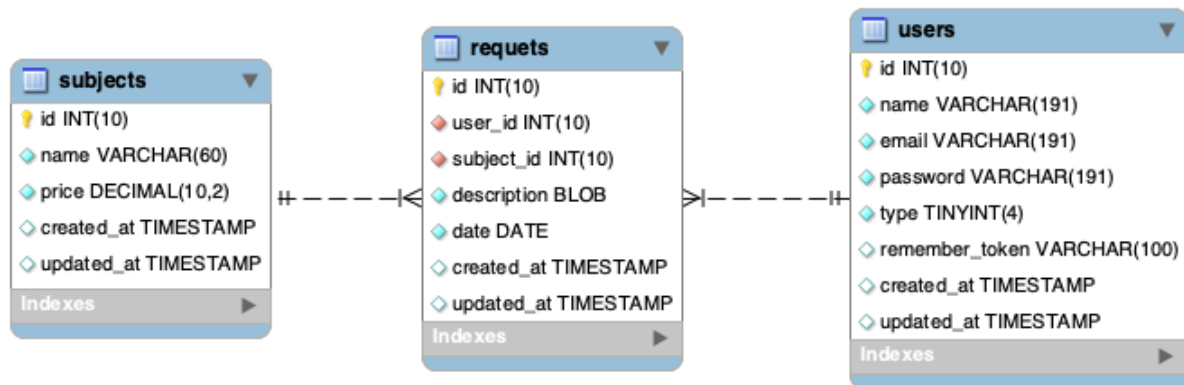 subjects
id INT(10)
name VARCHAR(60)
price DECIMAL(10,2)
created_at TIMESTAMP
updated_at TIMESTAMP
Indexes
requets
id INT(10)
user_id INT(10)
subject_id INT(10)
description BLOB
date DATE
created_at TIMESTAMP
updated_at TIMESTAMP
Indexes
users
id INT(10)
name VARCHAR(191)
email VARCHAR(191)
password VARCHAR(191)
type TINYINT(4)
remember_token VARCHAR(100)
created_at TIMESTAMP
updated_at TIMESTAMP
Indexes